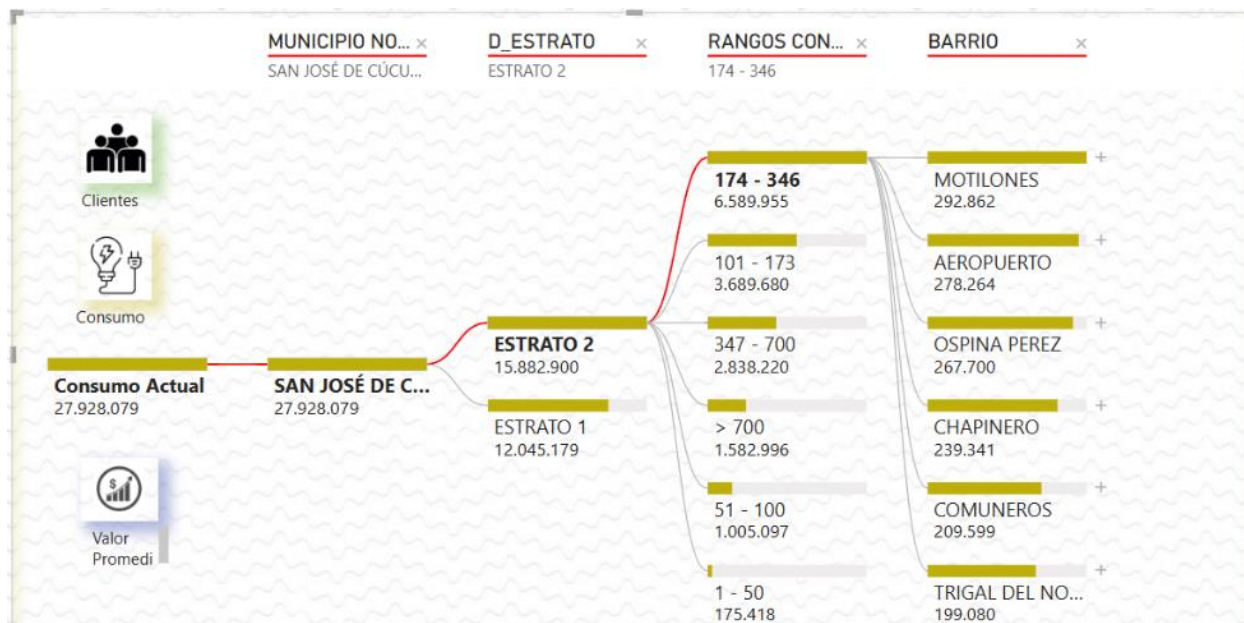 MUNICIPIO NO...
SAN JOSÉ DE CÚCU...
D_ESTRATO
ESTRATO 2
RANGOS CON...
174 - 346
BARRIO
Clientes
Consumo
Consumo Actual
27.928.079
Valor
Promedi
SAN JOSÉ DE C...
27.928.079
ESTRATO 2
15.882.900
ESTRATO 1
12.045.179
174 - 346
6.589.955
101 - 173
3.689.680
347 - 700
2.838.220
> 700
1.582.996
51 - 100
1.005.097
1 - 50
175.418
MOTILONES
292.862
AEROPUERTO
278.264
OSPINA PEREZ
267.700
CHAPINERO
239.341
COMUNEROS
209.599
TRIGAL DEL NO...
199.080